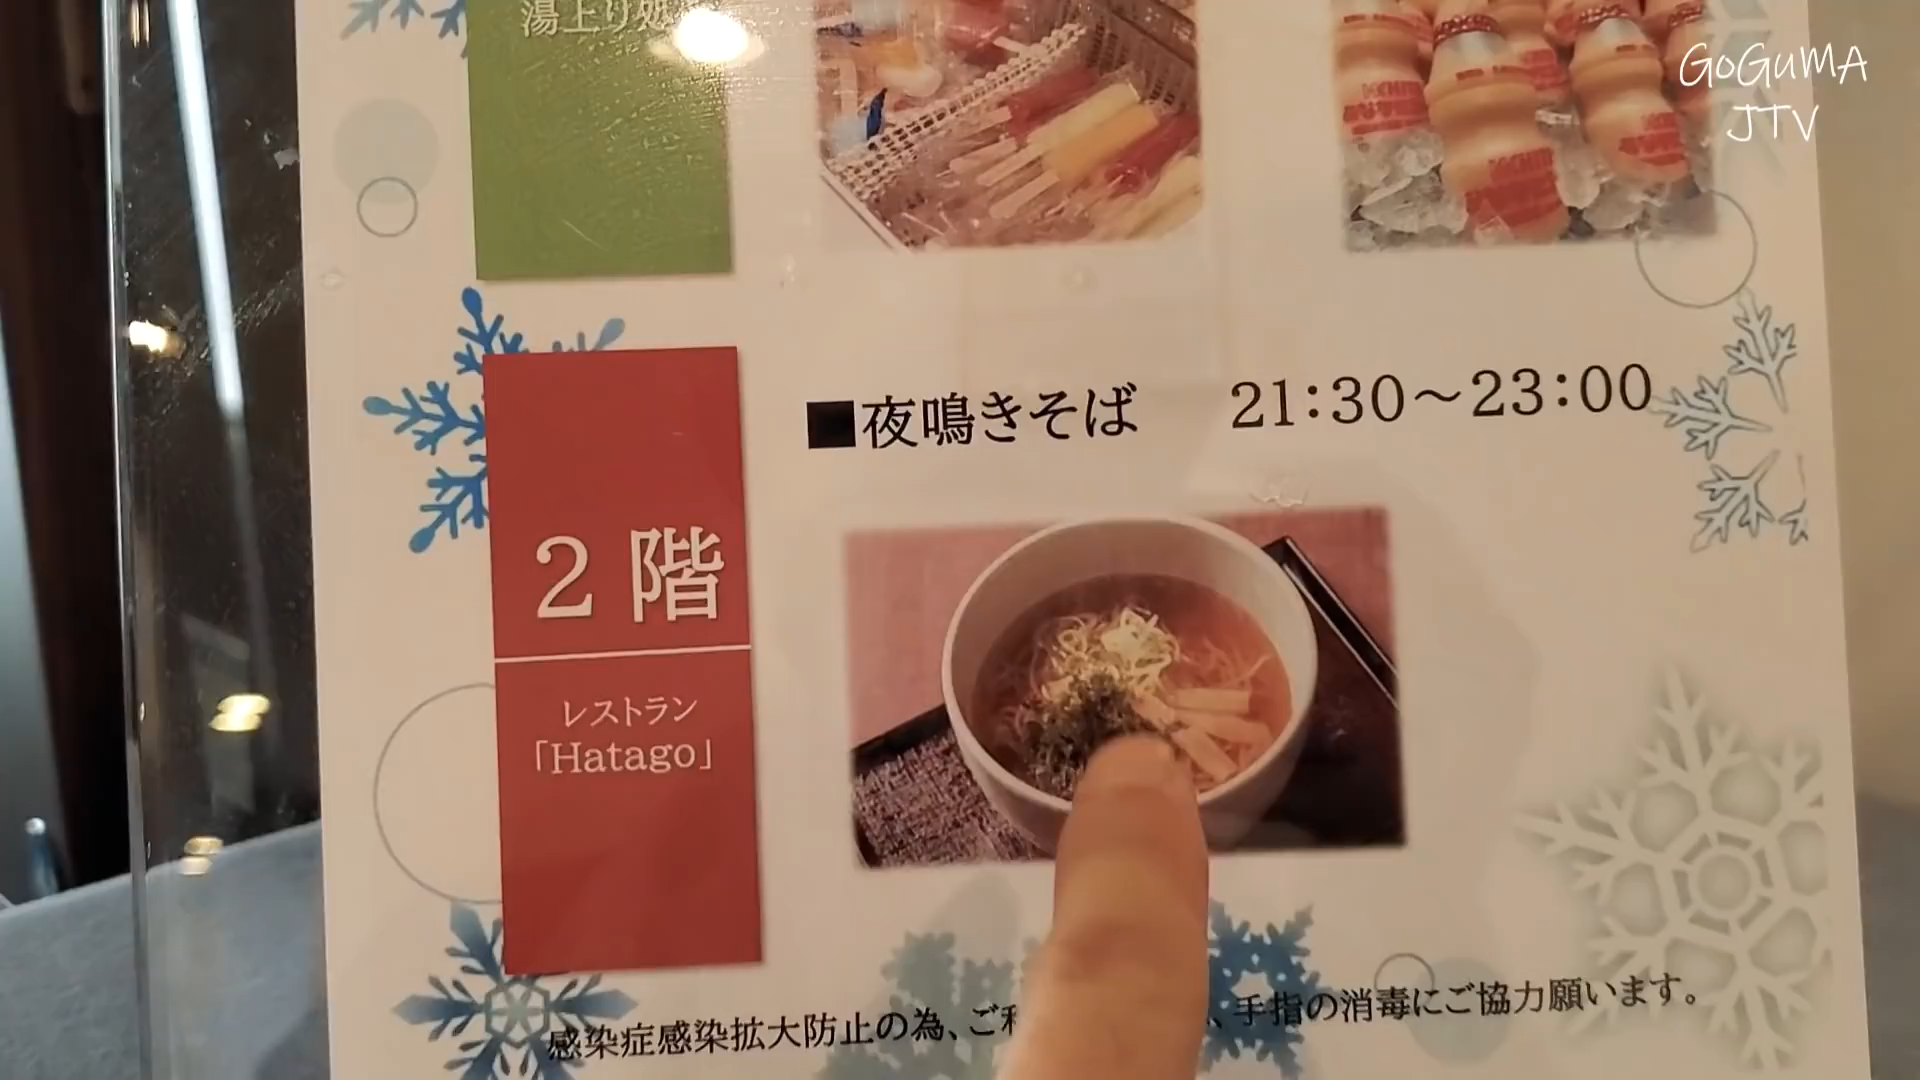 湯上り処
GoGuMA
JTV
■夜鳴きそば 21:30～23:00
2階
レストラン
「Hatago」
感染症感染拡大防止の為、ご利、手指の消毒にご協力願います。